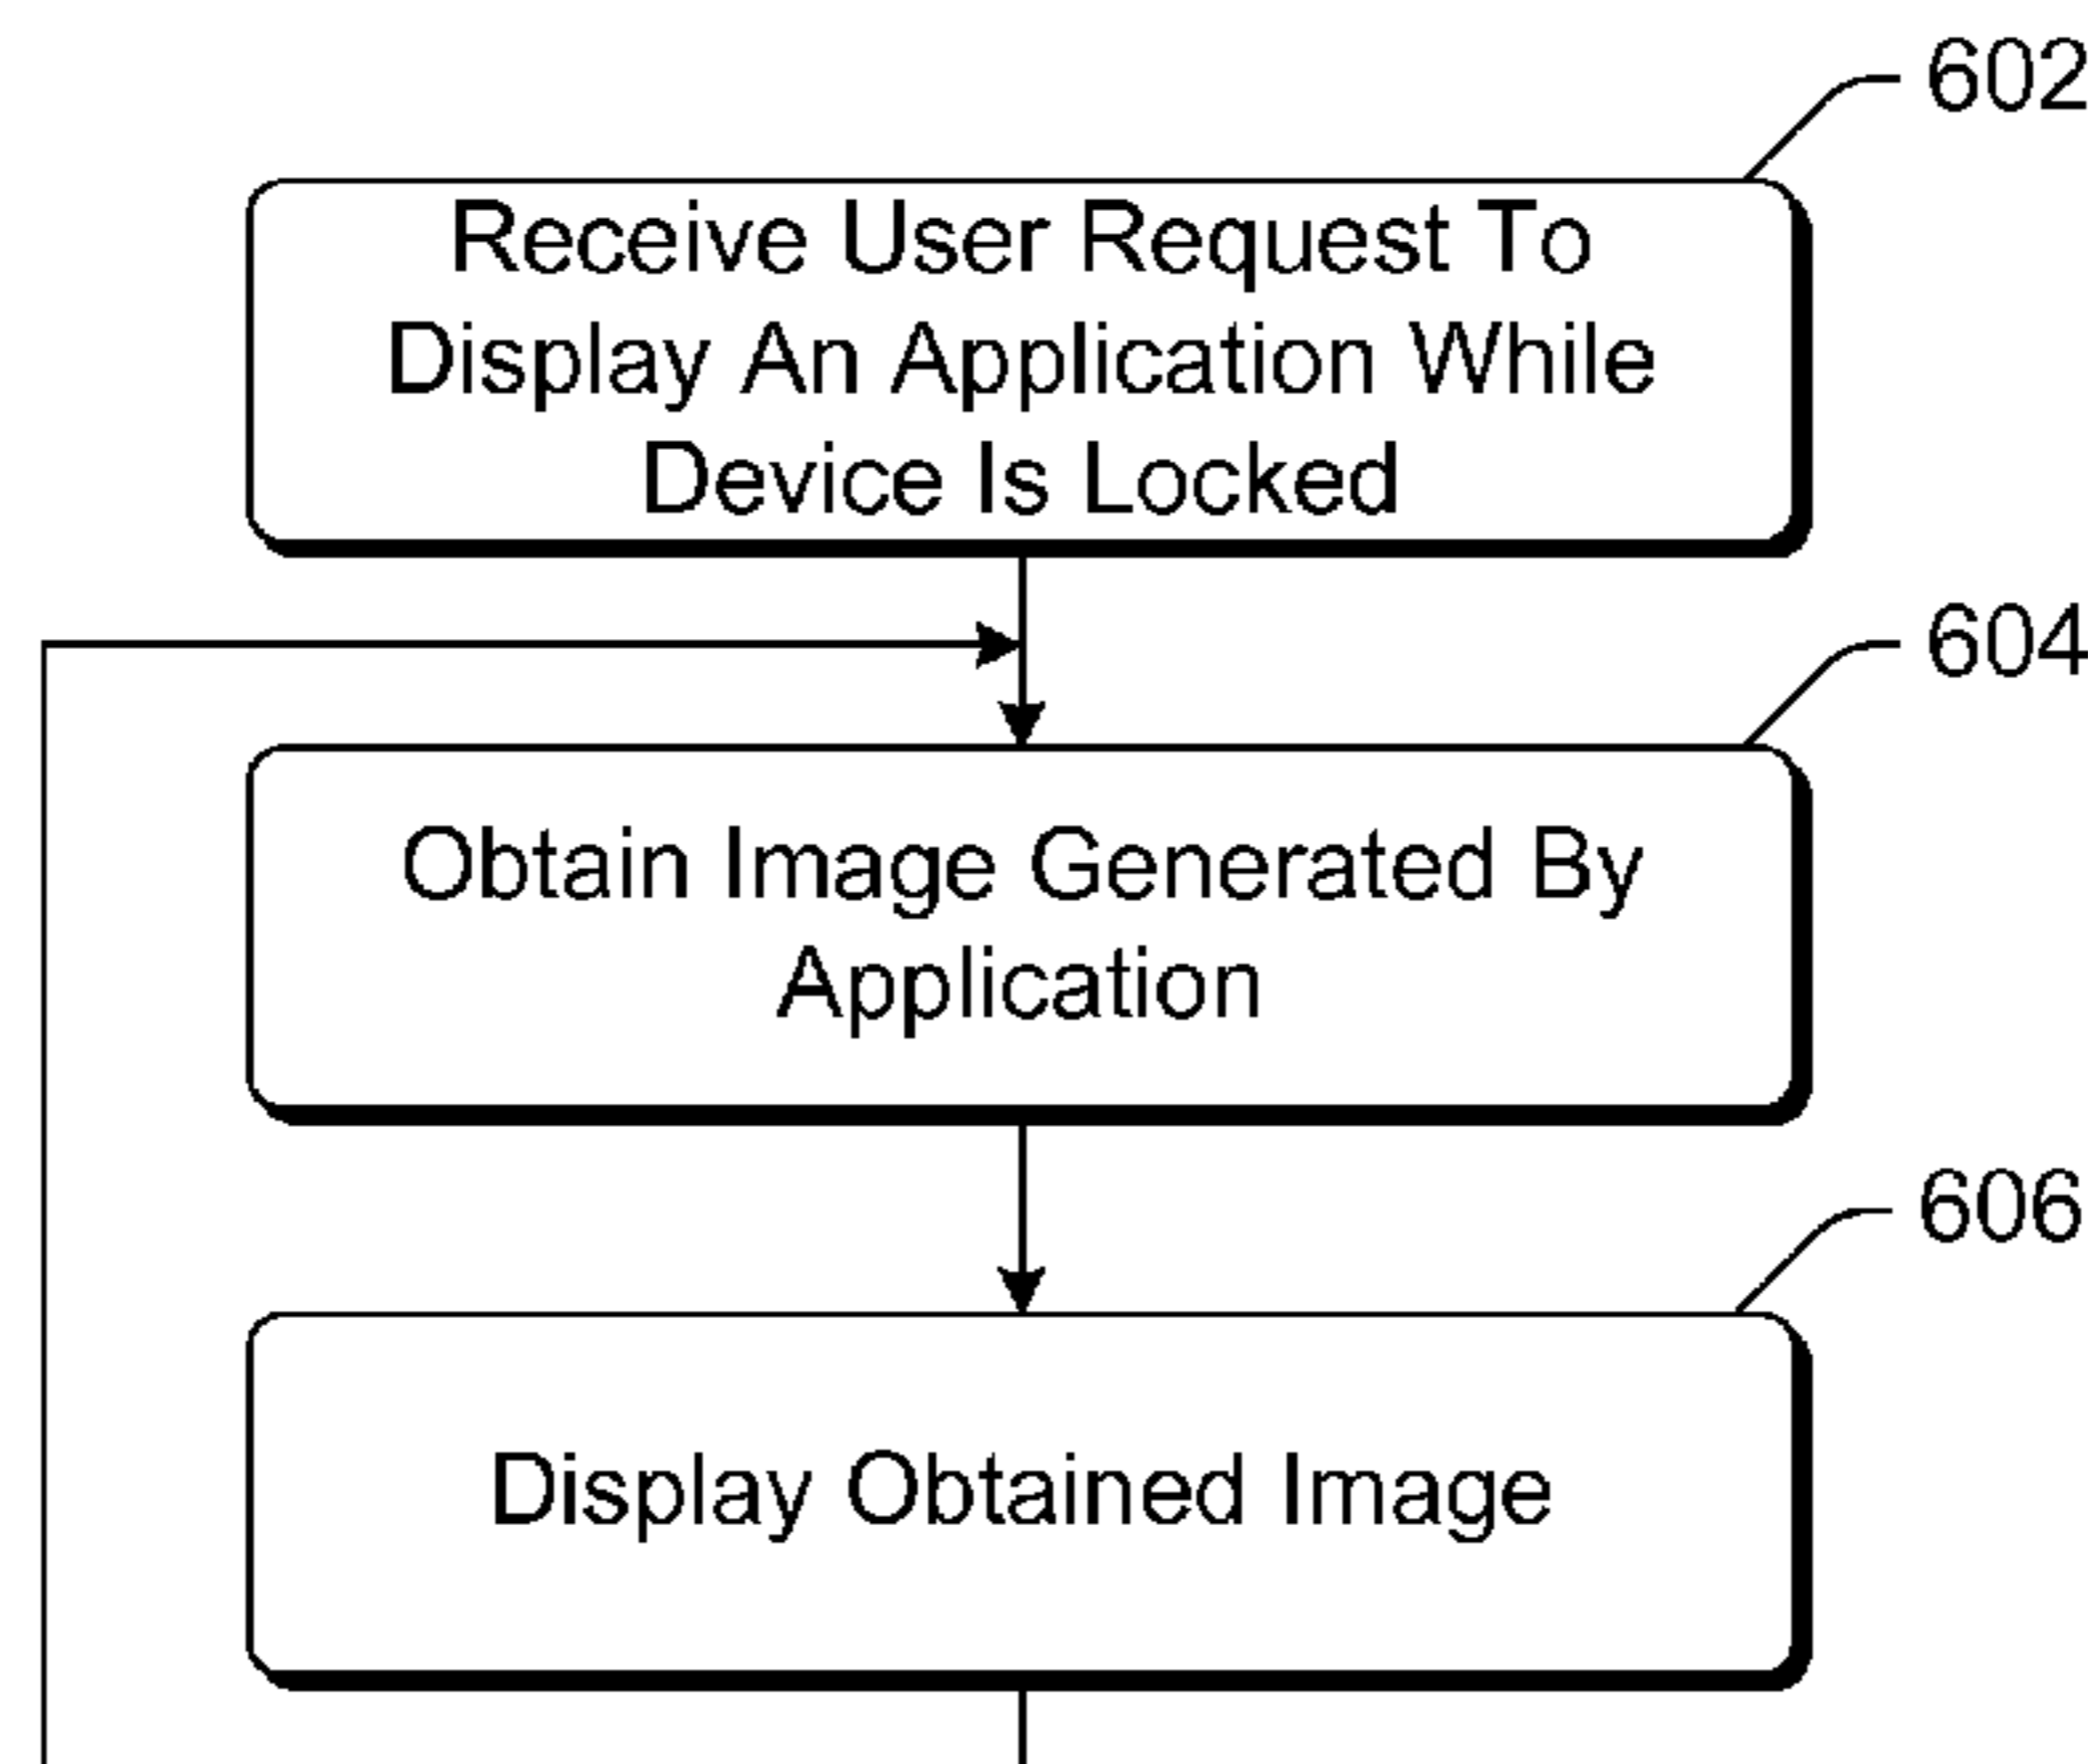 602
Receive User Request To
Display An Application While
Device Is Locked
604
Obtain Image Generated By
Application
606
Display Obtained Image